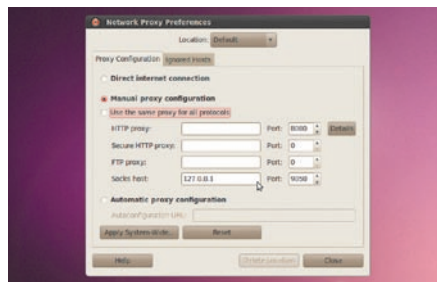 Network Proxy Preferences
Location: Default
Proxy Configuration Ignored Hosts
Direct internet connection
Manual proxy configuration
Use the same proxy for all protocols
HTTP proxy: Port: 8080 Details
Secure HTTP proxy: Port: 0
FTP proxy: Port: 0
Socks host: 127.0.0.1 Port: 9050
Automatic proxy configuration
Autoconfiguration URL:
Apply System-Wide... Reset
Help Close